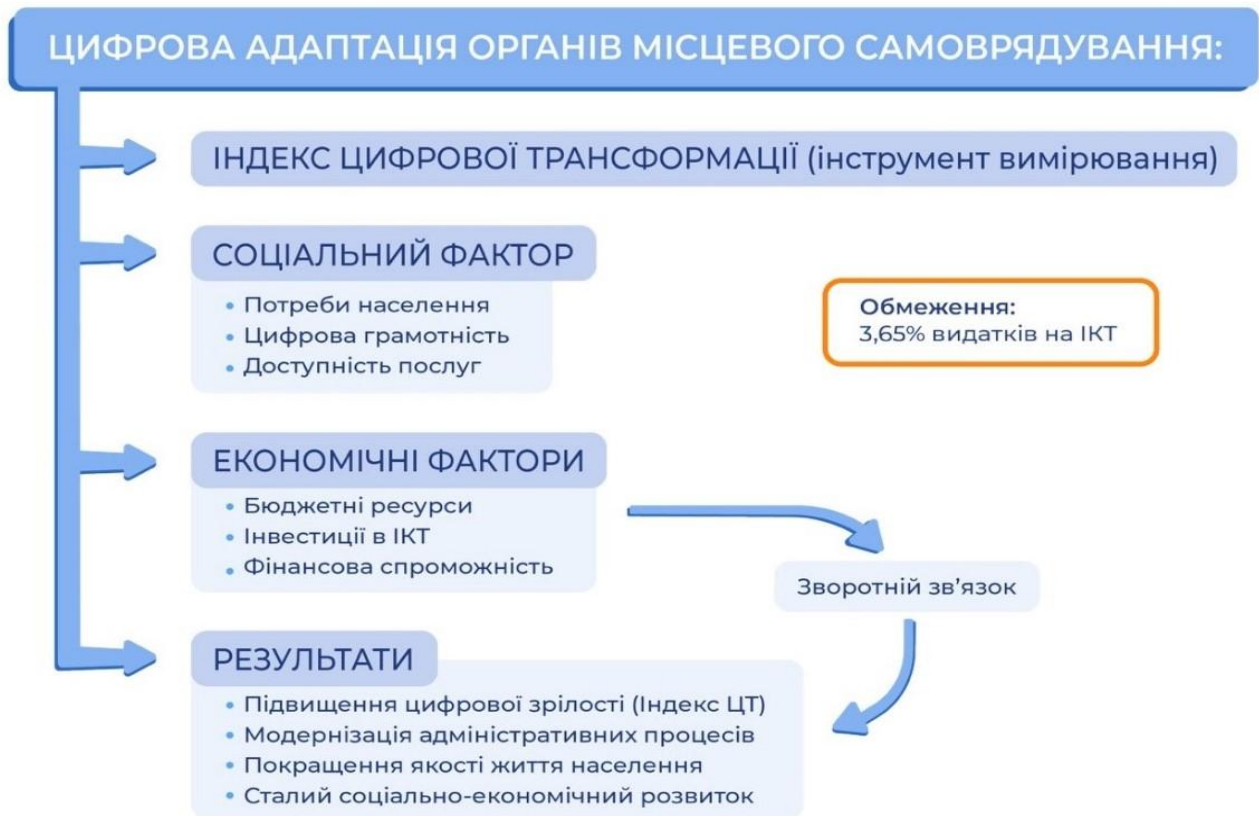 ЦИФРОВА АДАПТАЦІЯ ОРГАНІВ МІСЦЕВОГО САМОВРЯДУВАННЯ:
ІНДЕКС ЦИФРОВОЇ ТРАНСФОРМАЦІЇ (інструмент вимірювання)
СОЦІАЛЬНИЙ ФАКТОР
• Потреби населення
• Цифрова грамотність
• Доступність послуг
Обмеження:
3,65% видатків на ІКТ
ЕКОНОМІЧНІ ФАКТОРИ
• Бюджетні ресурси
• Інвестиції в ІКТ
• Фінансова спроможність
Зворотній зв'язок
РЕЗУЛЬТАТИ
• Підвищення цифрової зрілості (Індекс ЦТ)
• Модернізація адміністративних процесів
• Покращення якості життя населення
• Сталий соціально-економічний розвиток